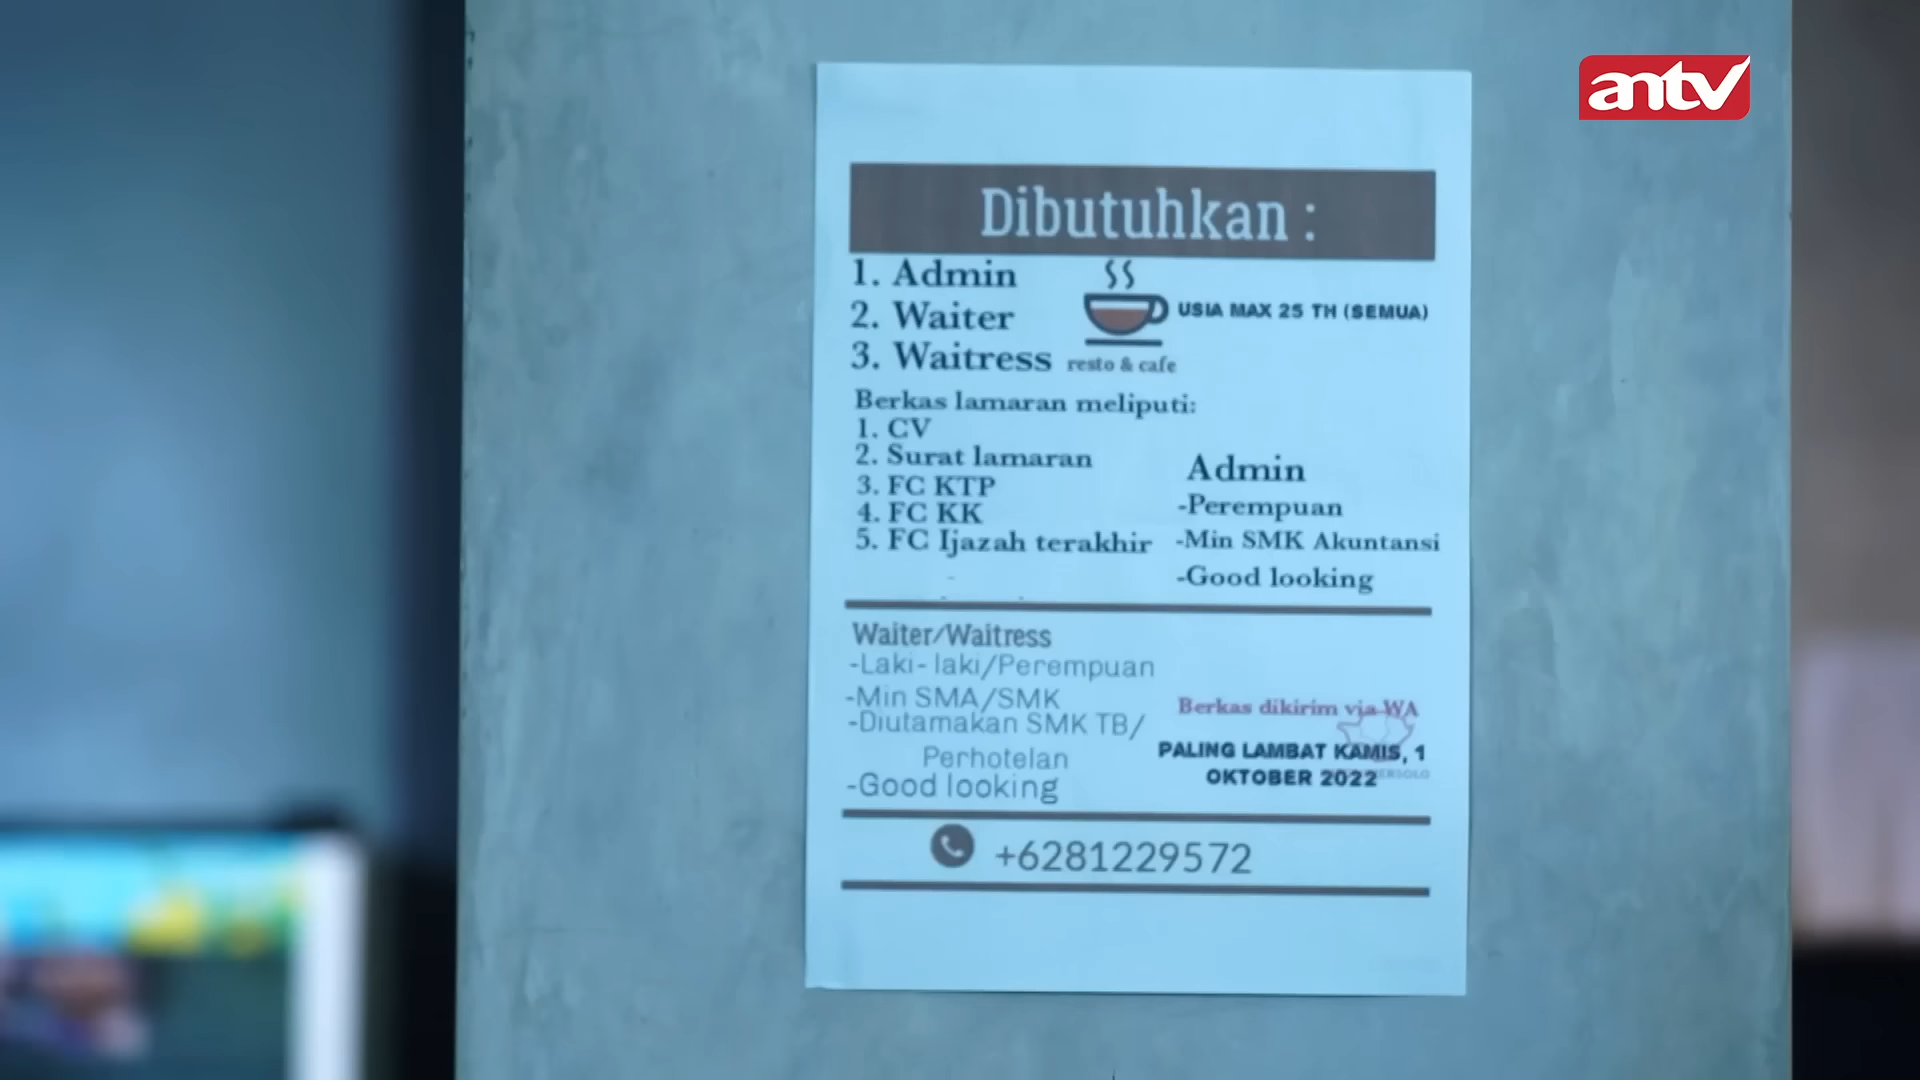 antv
Dibutuhkan :
1. Admin
2. Waiter
3. Waitress
resto & cafe
USIA MAX 25 TH (SEMUA)
Berkas lamaran meliputi:
1. CV
2. Surat lamaran
3. FC KTP
4. FC KK
5. FC Ijazah terakhir
Admin
-Perempuan
-Min SMK Akuntansi
-Good looking
Waiter/Waitress
-Laki-laki/Perempuan
-Min SMA/SMK
-Diutamakan SMK TB/
Perhotelan
-Good looking
Berkas dikirim via WA
PALING LAMBAT KAMIS, 1
OKTOBER 2022
+6281229572